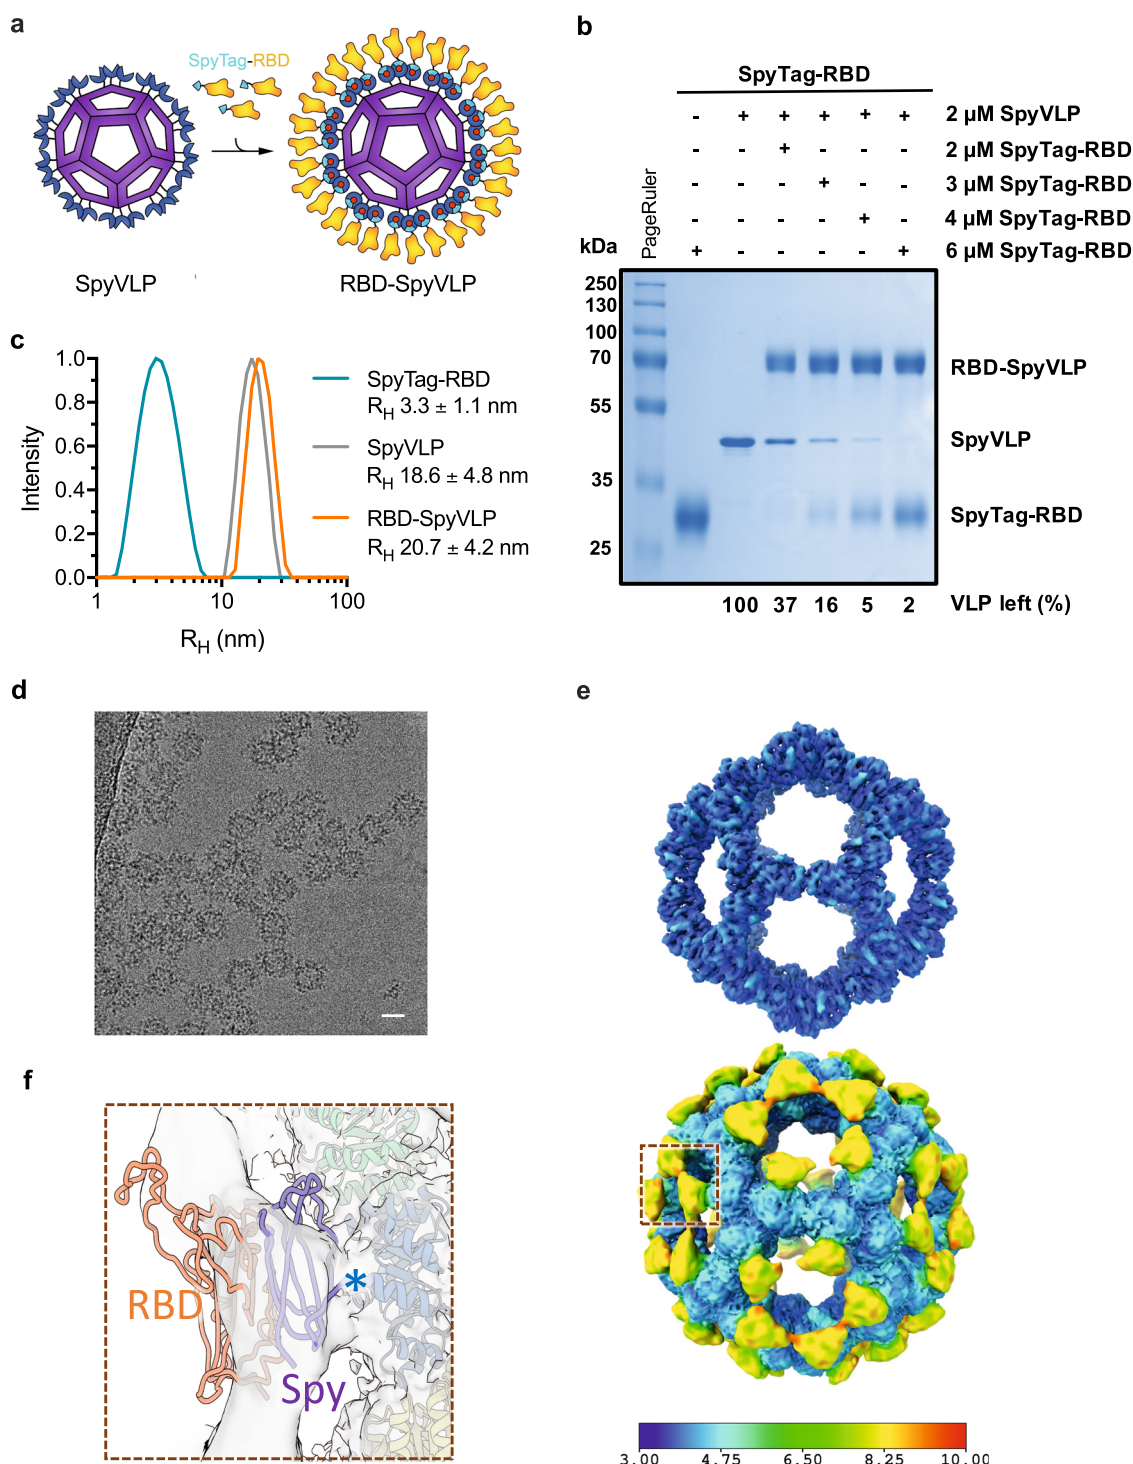 a
SpyTag-RBD
SpyVLP
RBD-SpyVLP
b
SpyTag-RBD
- + + + + + 2 µM SpyVLP
- - + - - - 2 µM SpyTag-RBD
- - - + - - 3 µM SpyTag-RBD
- - - - + - 4 µM SpyTag-RBD
+ - - - - + 6 µM SpyTag-RBD
PageRuler
kDa
250
130
100
70
55
35
25
RBD-SpyVLP
SpyVLP
SpyTag-RBD
100 37 16 5 2 VLP left (%)
c
Intensity
1.0
0.8
0.6
0.4
0.2
0.0
1 10 100
R_H (nm)
SpyTag-RBD
R_H 3.3 ± 1.1 nm
SpyVLP
R_H 18.6 ± 4.8 nm
RBD-SpyVLP
R_H 20.7 ± 4.2 nm
d
e
f
RBD
Spy
*
3.00 4.75 6.50 8.25 10.00